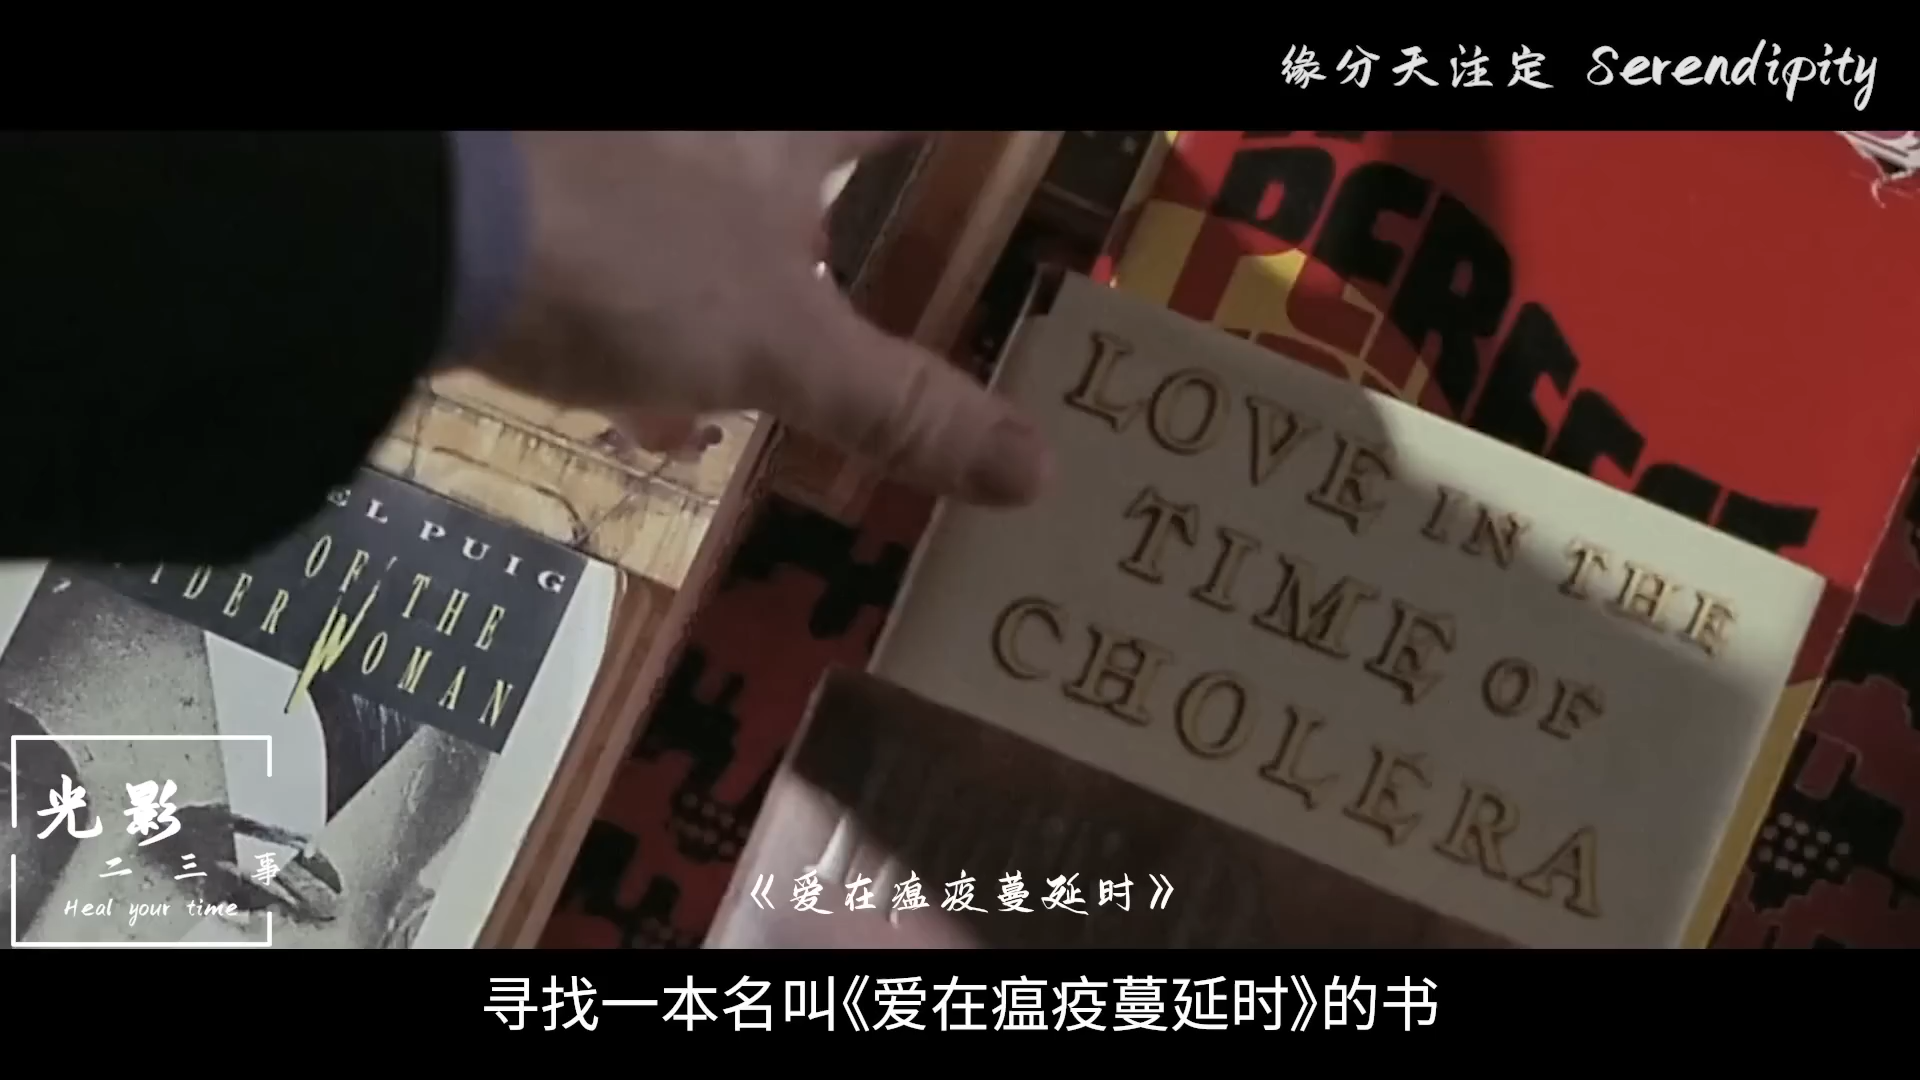 缘分天注定 Serendipity
LOVE IN THE
TIME OF
CHOLERA
EL PUIG
OF THE
IDER WOMAN
光影
二三事
Heal your time
《爱在瘟疫蔓延时》
寻找一本名叫《爱在瘟疫蔓延时》的书